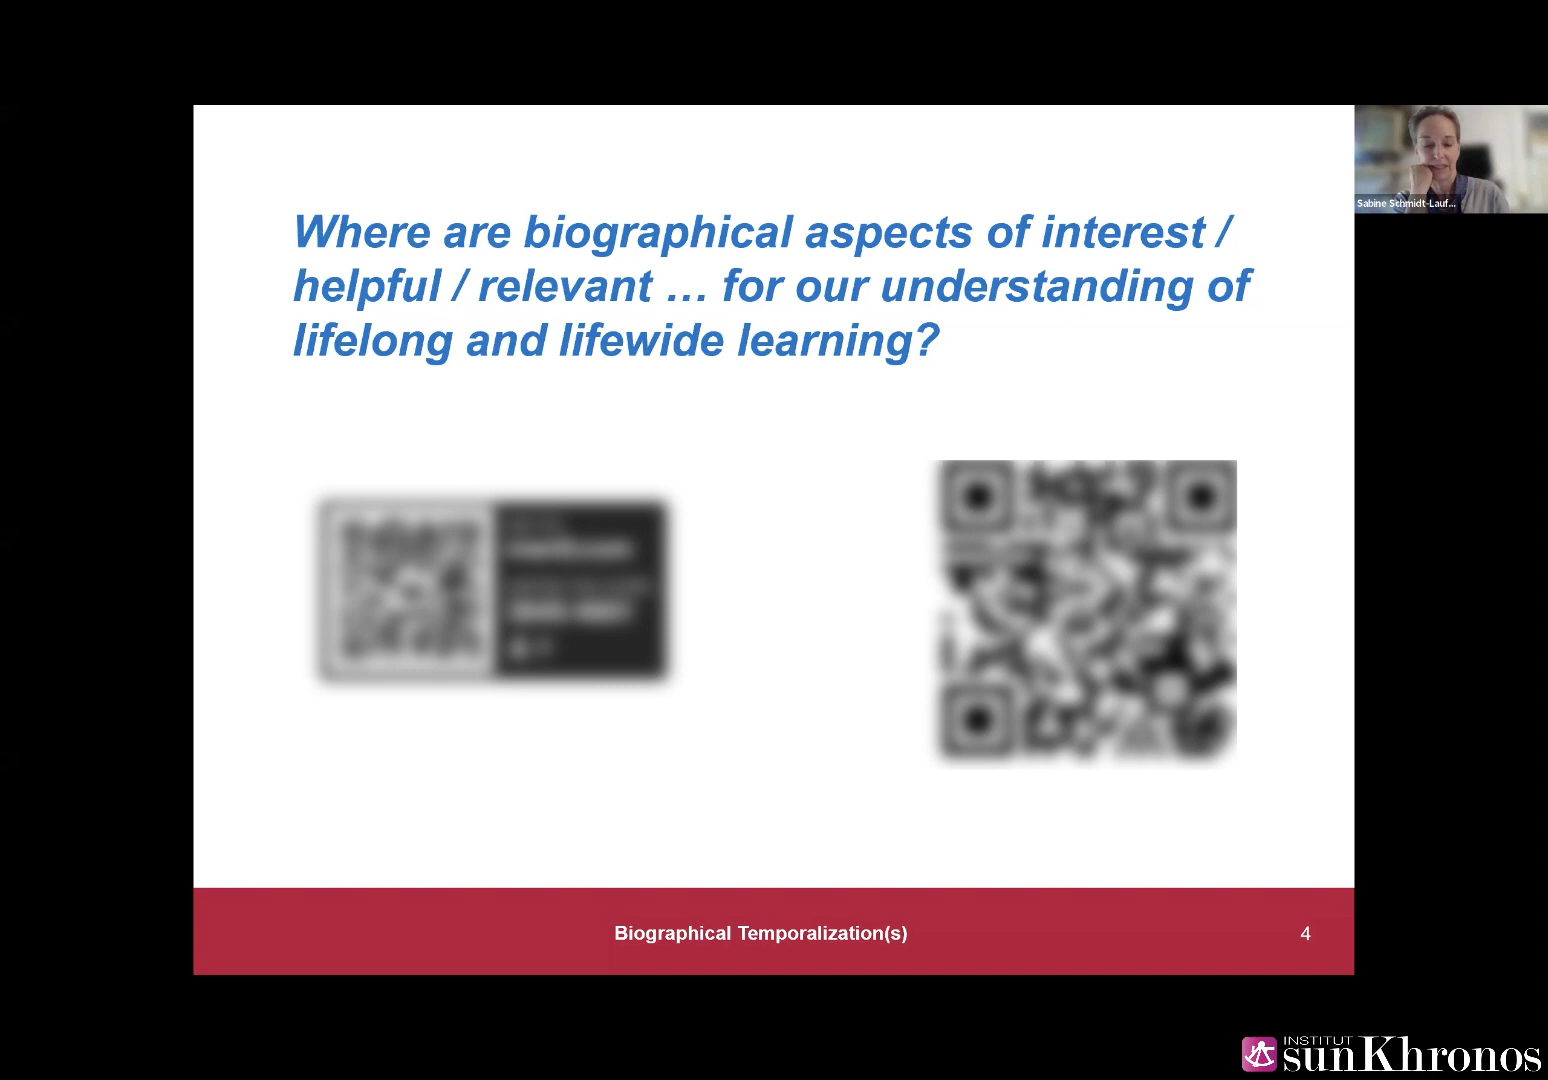 Where are biographical aspects of interest /
helpful / relevant … for our understanding of
lifelong and lifewide learning?
Sabine Schmidt-Lauf...
Biographical Temporalization(s)
4
INSTITUT
sunKhronos